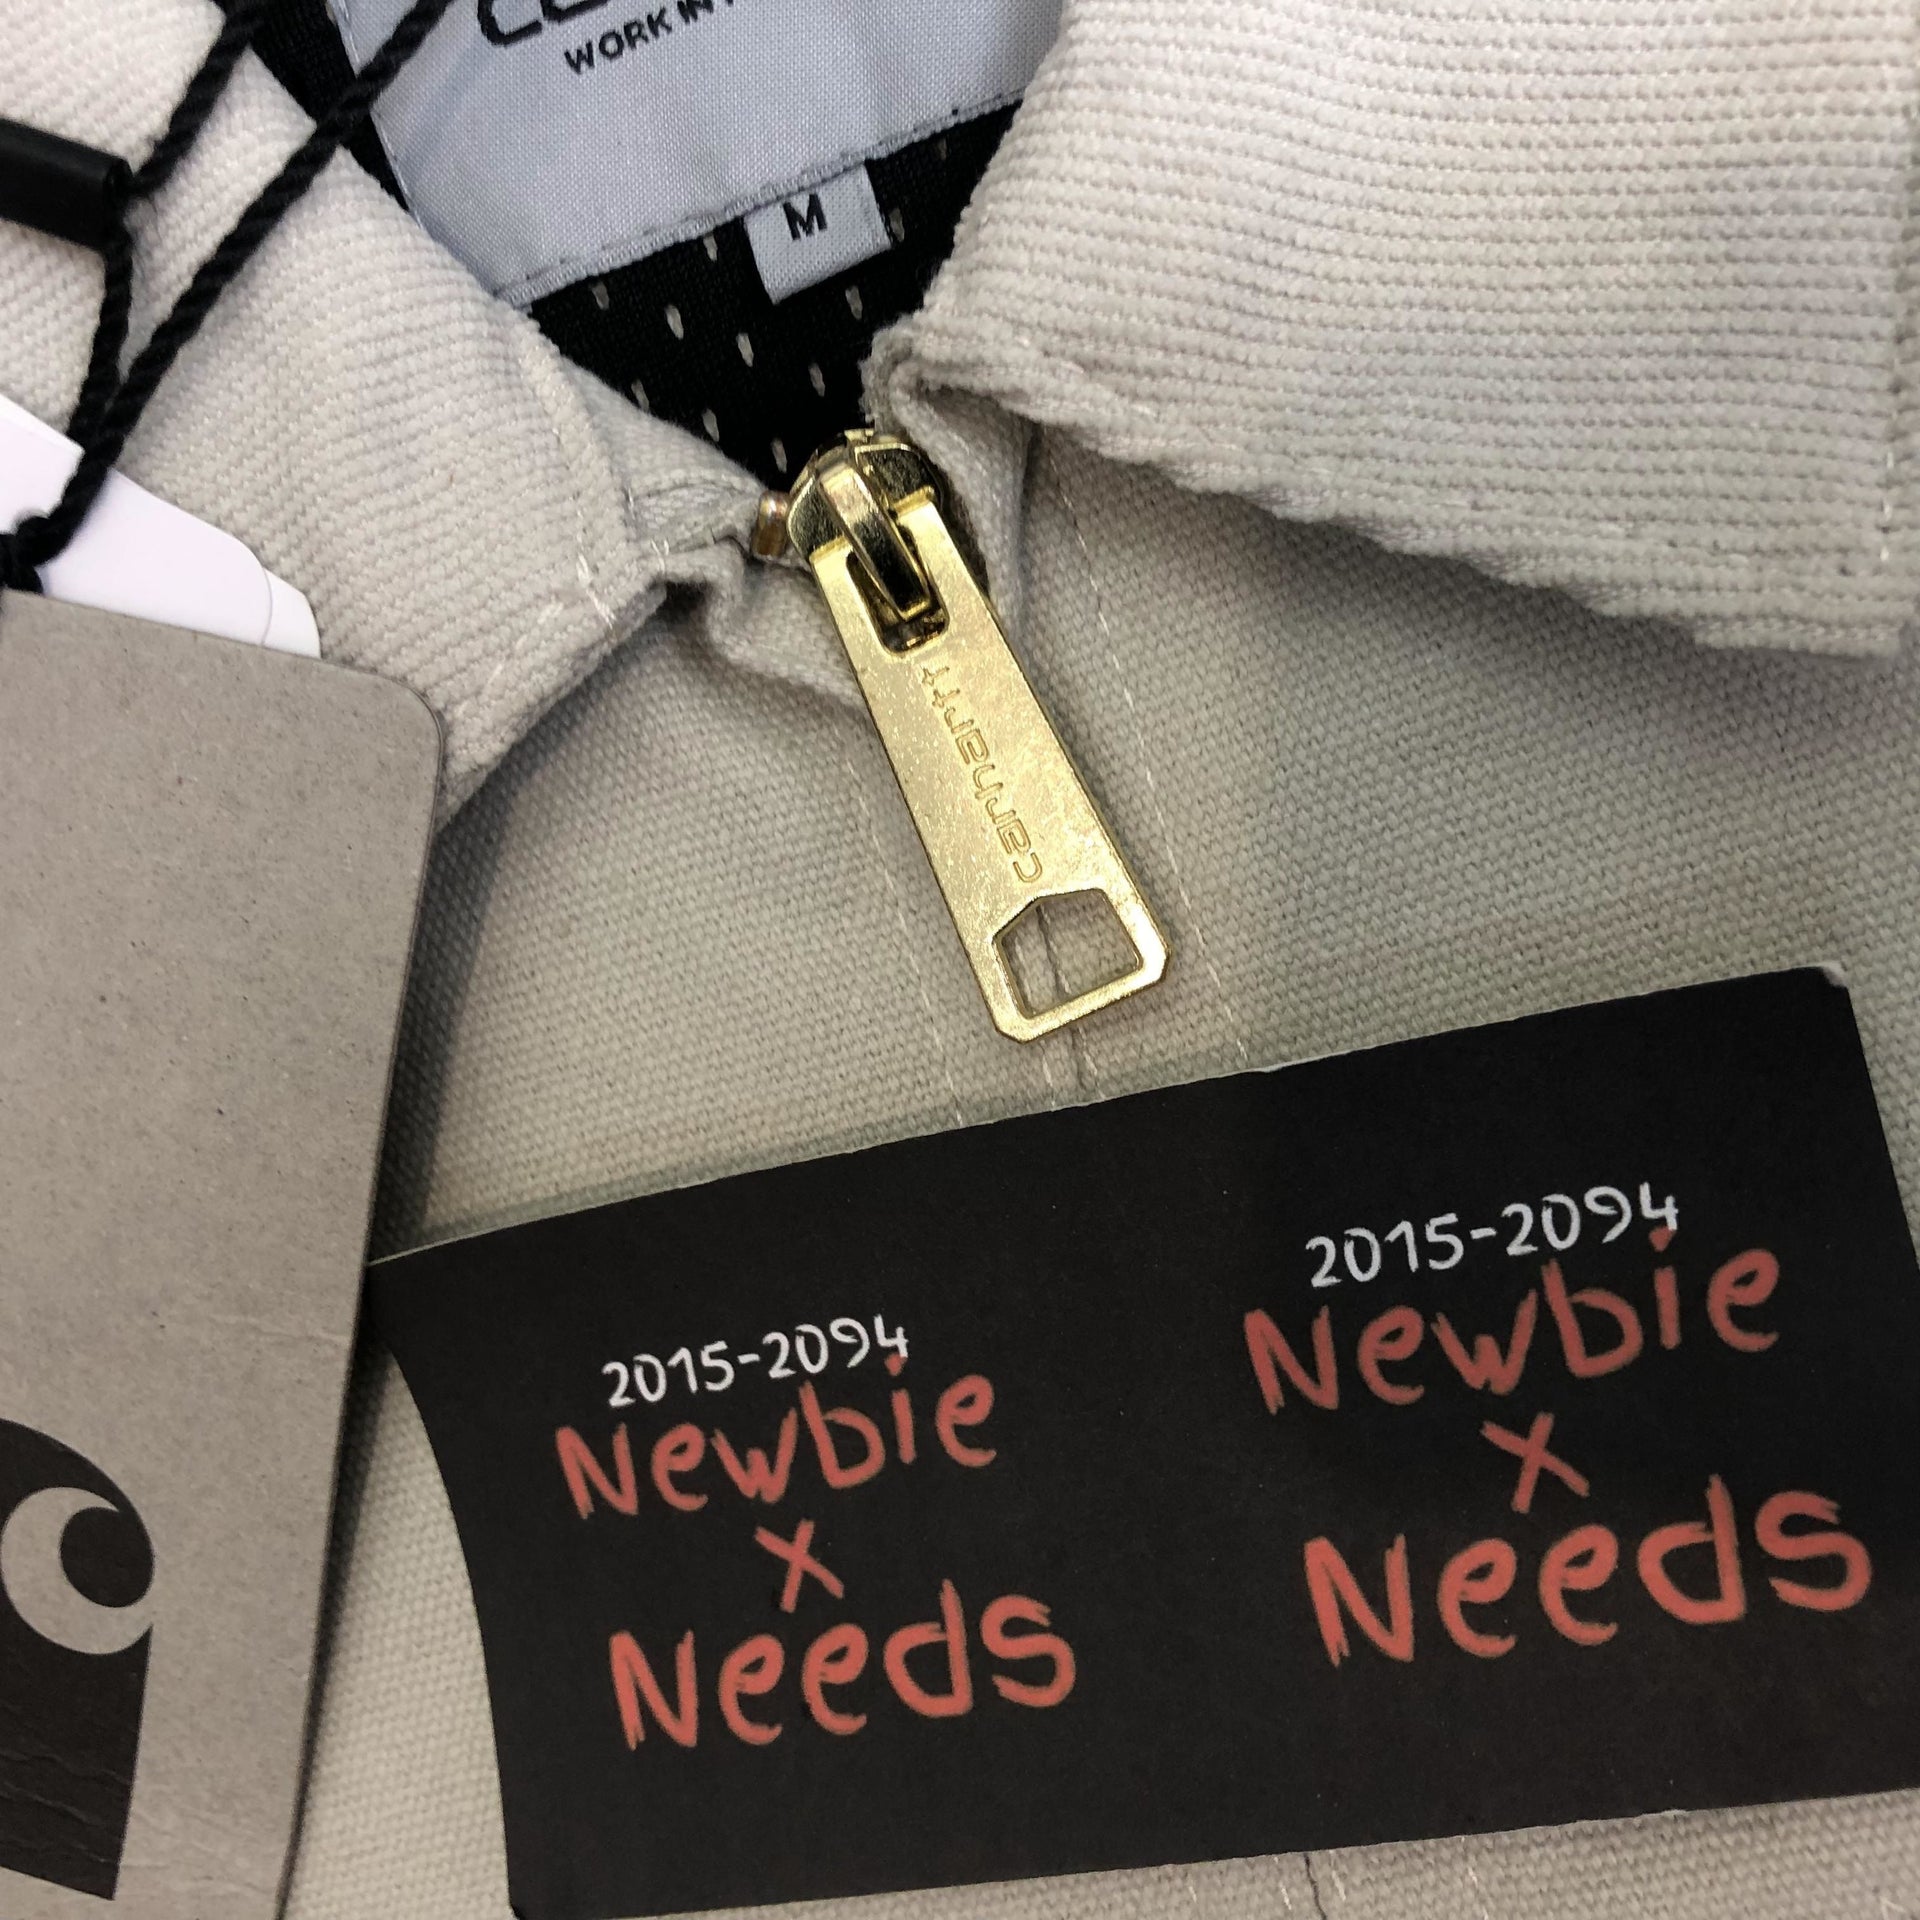 WORK IN
M
carhartt
2015-2094
Newbie
x
Needs
2015-2094
Newbie
x
Needs